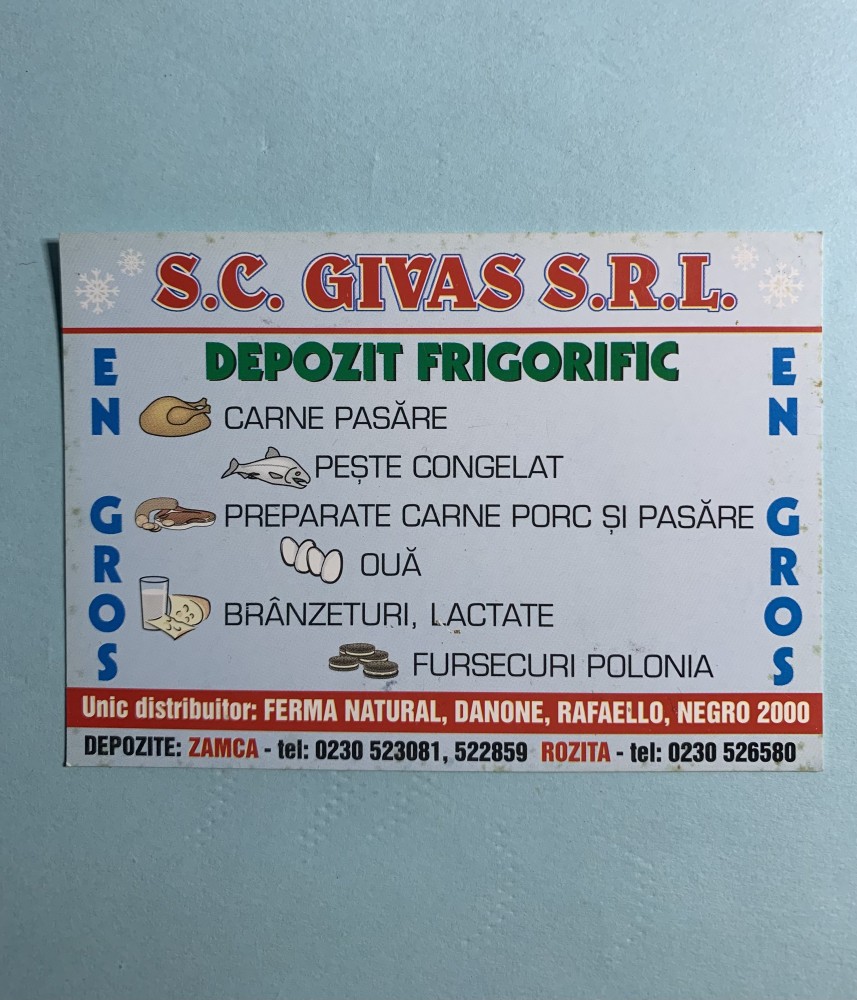 S.C. GIVAS S.R.L.
EN GROS
DEPOZIT FRIGORIFIC
EN GROS
CARNE PASĂRE
PEȘTE CONGELAT
PREPARATE CARNE PORC ȘI PASĂRE
OUĂ
BRÂNZETURI, LACTATE
FURSECURI POLONIA
Unic distribuitor: FERMA NATURAL, DANONE, RAFAELLO, NEGRO 2000
DEPOZITE: ZAMCA - tel: 0230 523081, 522859 ROZITA - tel: 0230 526580